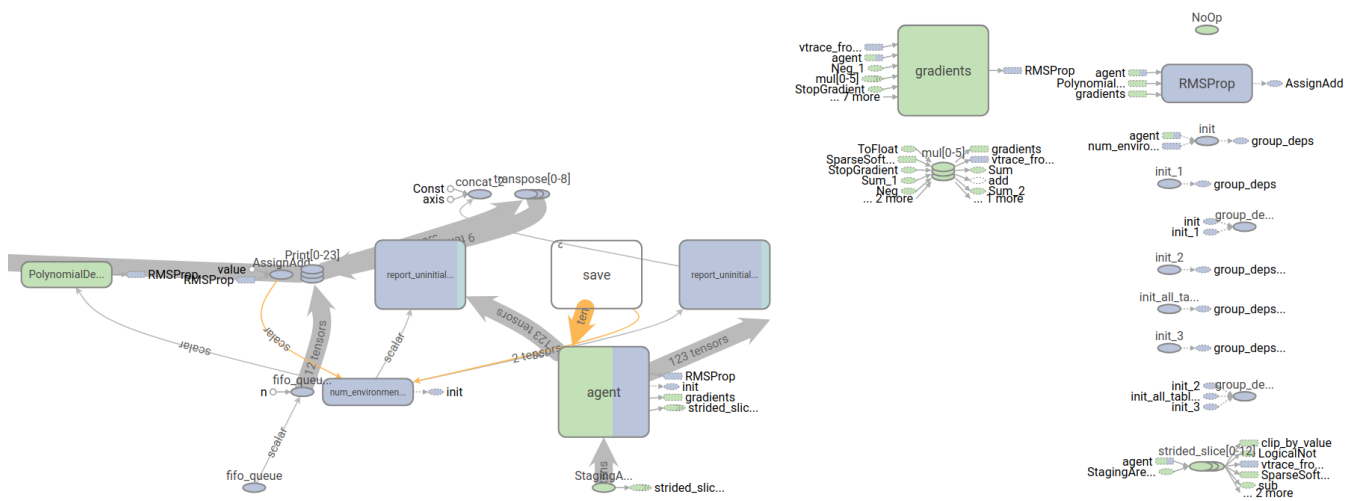 NoOp
vtrace_fro...
agent
Neg_1
mul[0-5]
StopGradient
... 7 more
gradients
RMSProp
agent
Polynomial...
gradients
RMSProp
AssignAdd
init
agent
num_enviro...
group_deps
ToFloat
SparseSoft...
StopGradient
Sum_1
Neg
... 2 more
mul[0-5]
gradients
vtrace_fro...
Sum
add
Sum_2
... 1 more
init_1
group_deps
Const
axis
concat_2
transpose[0-8]
init
init_1
group_de...
Print[0-23]
value
AssignAdd
RMSProp
RMSProp
PolynomialDe...
report_uninitial...
save
report_uninitial...
init_2
group_deps...
init_all_ta...
group_deps...
init_3
group_deps...
scalar
scalar
12 tensors
scalar
123 tensors
ten
2 tensors
123 tensors
fifo_queu...
n
num_environmen...
init
agent
RMSProp
init
gradients
strided_slic...
init_2
init_all_tabl...
init_3
group_de...
scalar
fifo_queue
StagingA...
strided_slic...
strided_slice[0-12]
agent
StagingAre...
clip_by_value
LogicalNot
vtrace_fro...
SparseSoft...
sub
... 2 more